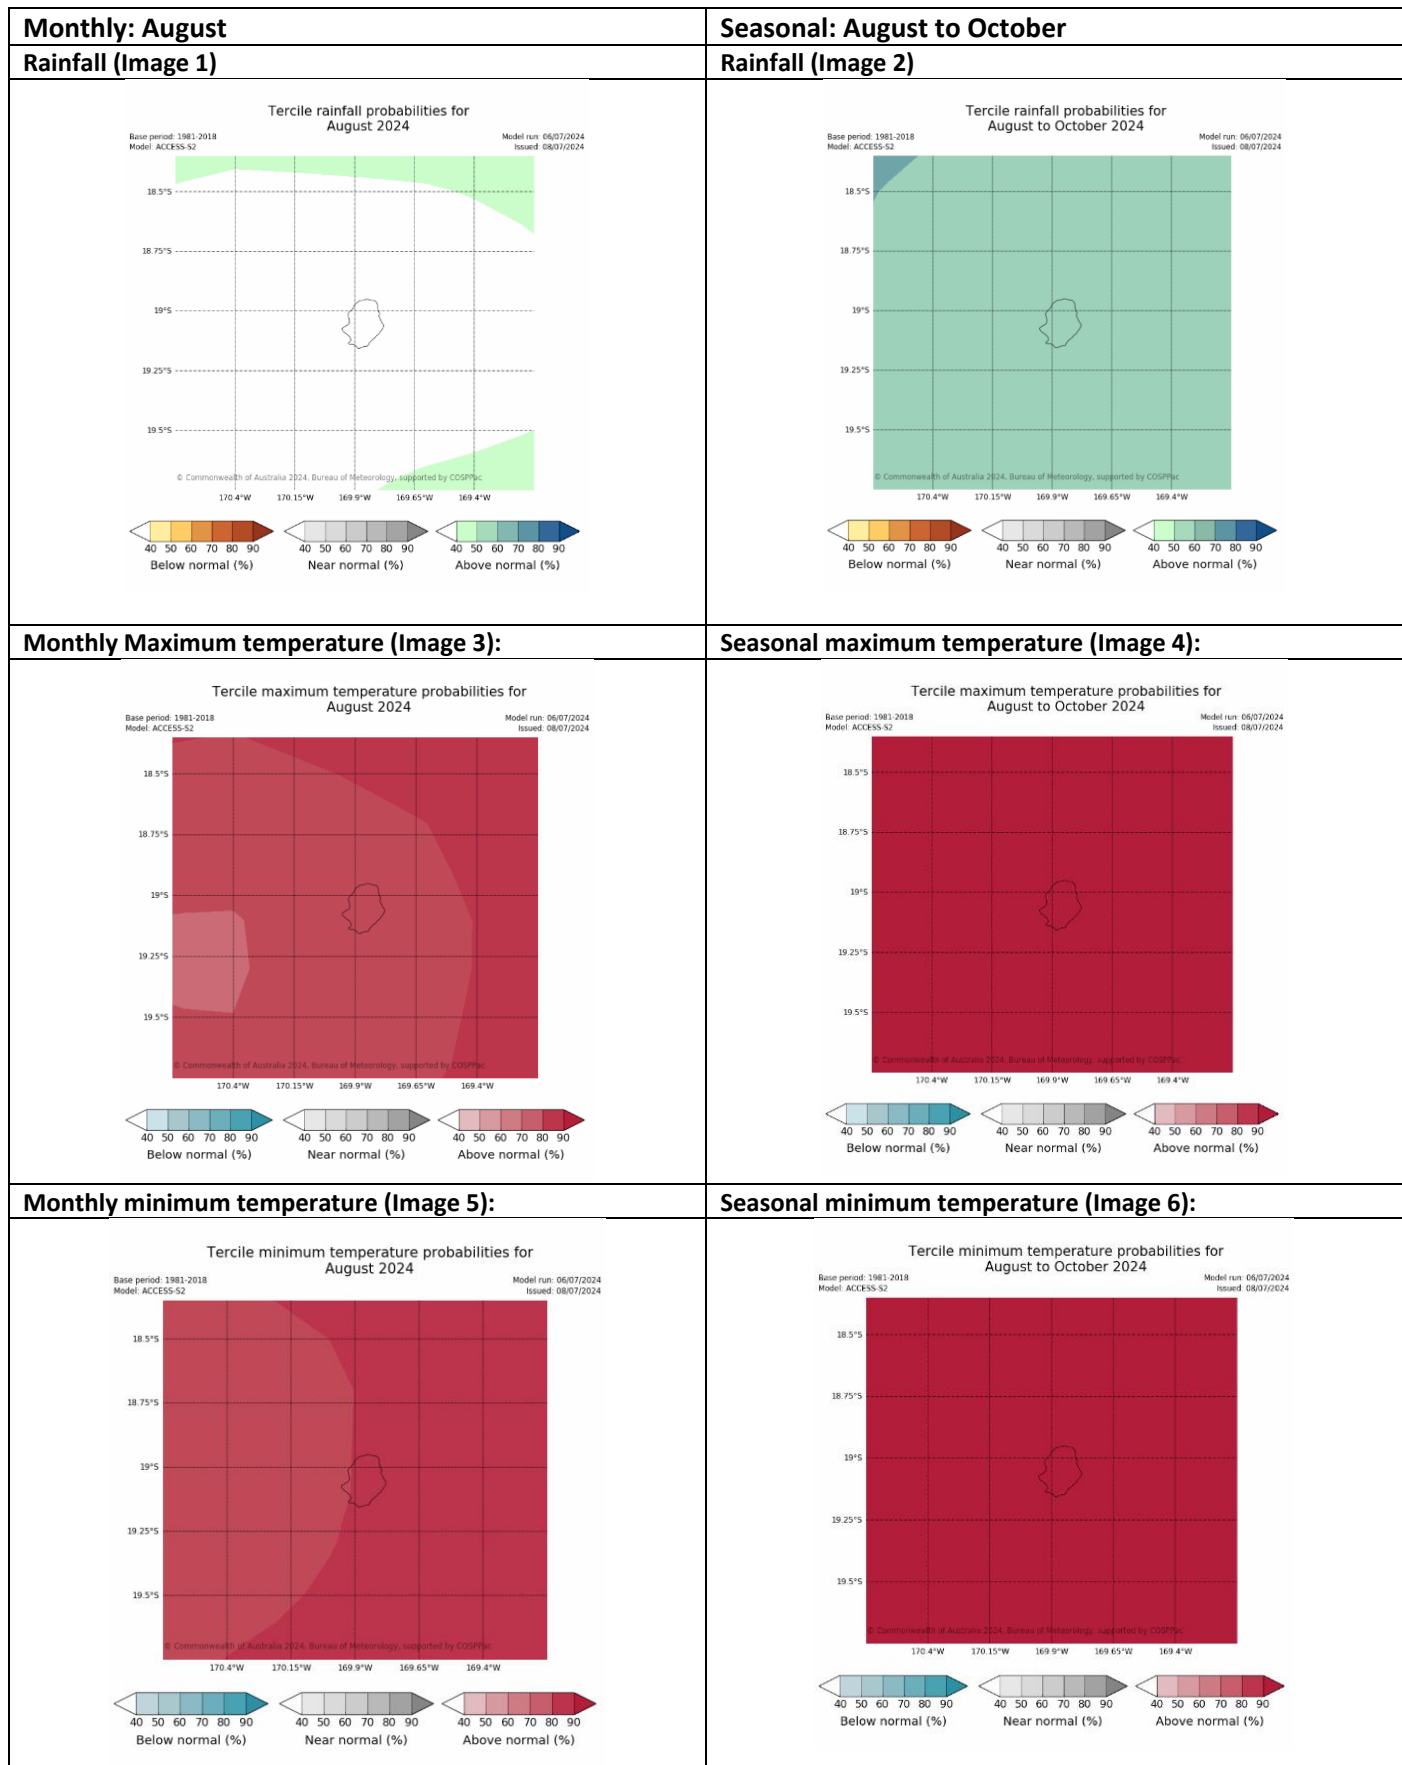 Monthly: August
Seasonal: August to October
Rainfall (Image 1)
Rainfall (Image 2)
Tercile rainfall probabilities for
August 2024
Base period: 1981-2018
Model: ACCESS-S2
Model run: 06/07/2024
Issued: 08/07/2024
18.5°S
18.75°S
19°S
19.25°S
19.5°S
© Commonwealth of Australia 2024, Bureau of Meteorology, supported by COSPPac
170.4°W 170.15°W 169.9°W 169.65°W 169.4°W
40 50 60 70 80 90 40 50 60 70 80 90 40 50 60 70 80 90
Below normal (%) Near normal (%) Above normal (%)
Tercile rainfall probabilities for
August to October 2024
Base period: 1981-2018
Model: ACCESS-S2
Model run: 06/07/2024
Issued: 08/07/2024
18.5°S
18.75°S
19°S
19.25°S
19.5°S
© Commonwealth of Australia 2024, Bureau of Meteorology, supported by COSPPac
170.4°W 170.15°W 169.9°W 169.65°W 169.4°W
40 50 60 70 80 90 40 50 60 70 80 90 40 50 60 70 80 90
Below normal (%) Near normal (%) Above normal (%)
Monthly Maximum temperature (Image 3):
Seasonal maximum temperature (Image 4):
Tercile maximum temperature probabilities for
August 2024
Base period: 1981-2018
Model: ACCESS-S2
Model run: 06/07/2024
Issued: 08/07/2024
18.5°S
18.75°S
19°S
19.25°S
19.5°S
© Commonwealth of Australia 2024, Bureau of Meteorology, supported by COSPPac
170.4°W 170.15°W 169.9°W 169.65°W 169.4°W
40 50 60 70 80 90 40 50 60 70 80 90 40 50 60 70 80 90
Below normal (%) Near normal (%) Above normal (%)
Tercile maximum temperature probabilities for
August to October 2024
Base period: 1981-2018
Model: ACCESS-S2
Model run: 06/07/2024
Issued: 08/07/2024
18.5°S
18.75°S
19°S
19.25°S
19.5°S
© Commonwealth of Australia 2024, Bureau of Meteorology, supported by COSPPac
170.4°W 170.15°W 169.9°W 169.65°W 169.4°W
40 50 60 70 80 90 40 50 60 70 80 90 40 50 60 70 80 90
Below normal (%) Near normal (%) Above normal (%)
Monthly minimum temperature (Image 5):
Seasonal minimum temperature (Image 6):
Tercile minimum temperature probabilities for
August 2024
Base period: 1981-2018
Model: ACCESS-S2
Model run: 06/07/2024
Issued: 08/07/2024
18.5°S
18.75°S
19°S
19.25°S
19.5°S
© Commonwealth of Australia 2024, Bureau of Meteorology, supported by COSPPac
170.4°W 170.15°W 169.9°W 169.65°W 169.4°W
40 50 60 70 80 90 40 50 60 70 80 90 40 50 60 70 80 90
Below normal (%) Near normal (%) Above normal (%)
Tercile minimum temperature probabilities for
August to October 2024
Base period: 1981-2018
Model: ACCESS-S2
Model run: 06/07/2024
Issued: 08/07/2024
18.5°S
18.75°S
19°S
19.25°S
19.5°S
© Commonwealth of Australia 2024, Bureau of Meteorology, supported by COSPPac
170.4°W 170.15°W 169.9°W 169.65°W 169.4°W
40 50 60 70 80 90 40 50 60 70 80 90 40 50 60 70 80 90
Below normal (%) Near normal (%) Above normal (%)